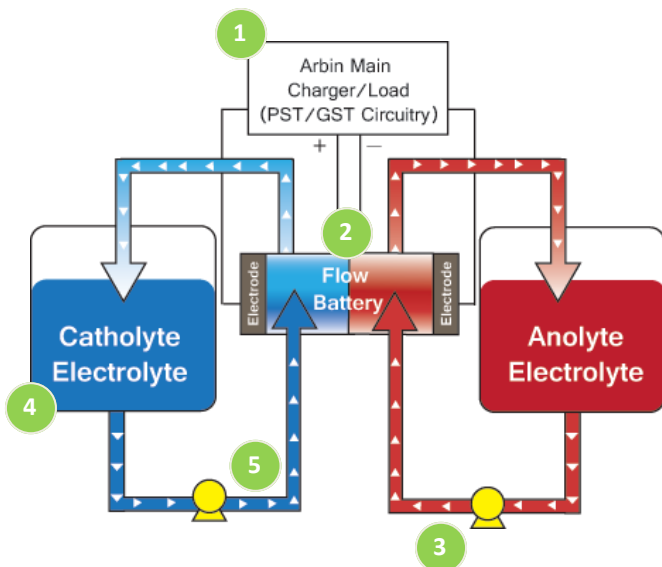 1
Arbin Main
Charger/Load
(PST/GST Circuitry)
+ —
2
Electrode
Flow
Battery
Electrode
Catholyte
Electrolyte
Anolyte
Electrolyte
4
5
3